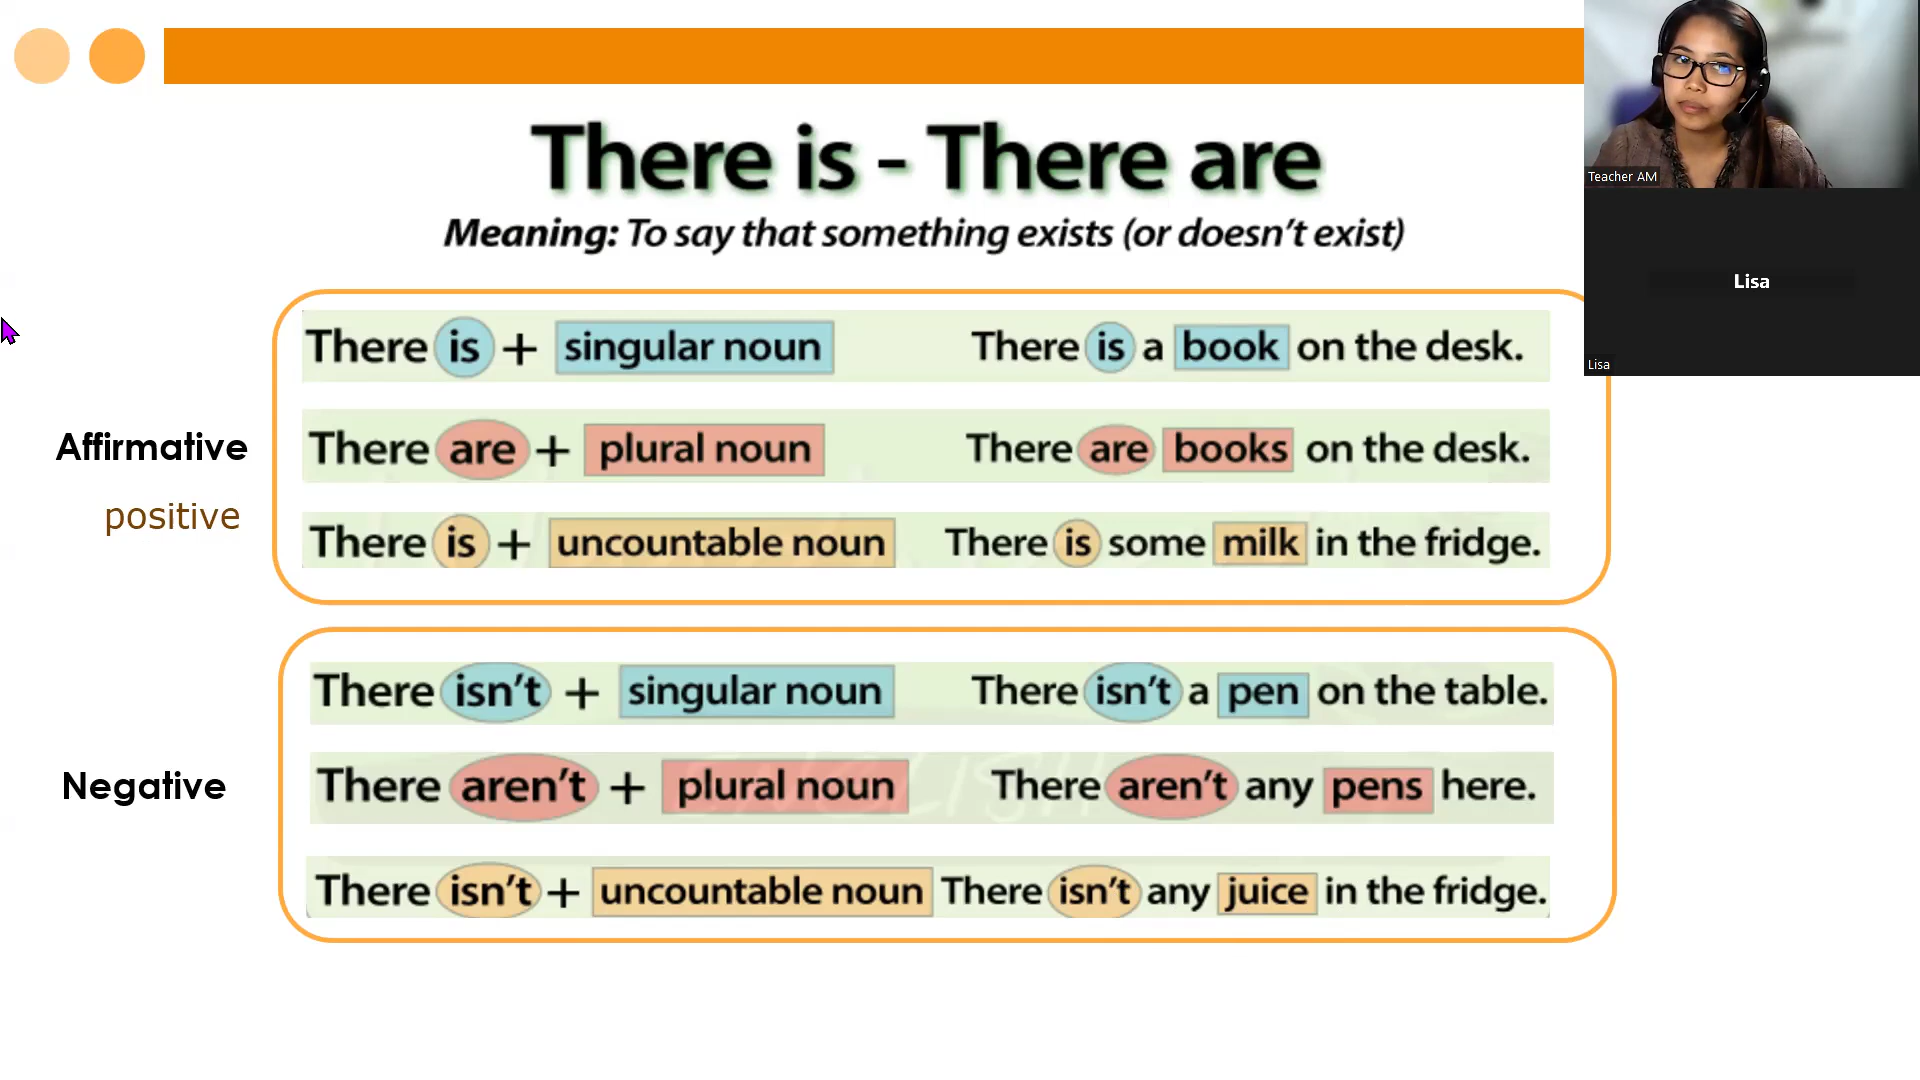 There is - There are
Meaning: To say that something exists (or doesn't exist)
There is + singular noun There is a book on the desk.
Affirmative
There are + plural noun There are books on the desk.
positive
There is + uncountable noun There is some milk in the fridge.
There isn't + singular noun There isn't a pen on the table.
Negative
There aren't + plural noun There aren't any pens here.
There isn't + uncountable noun There isn't any juice in the fridge.
Teacher AM
Lisa
Lisa